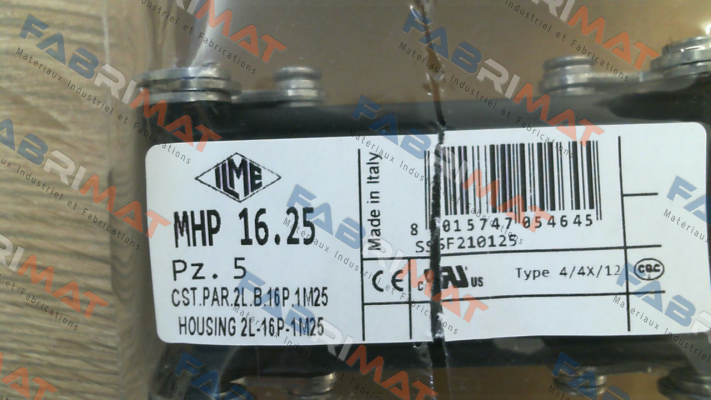 ILME
MHP 16.25
Pz. 5
CST.PAR.2L.B.16P.1M25
HOUSING 2L-16P-1M25
Made in Italy
8 015747 054645
SS6F210125
CE
c UR US
Type 4/4X/12
CQC
FABRIMAT
Matériaux Industriel et Fabrications